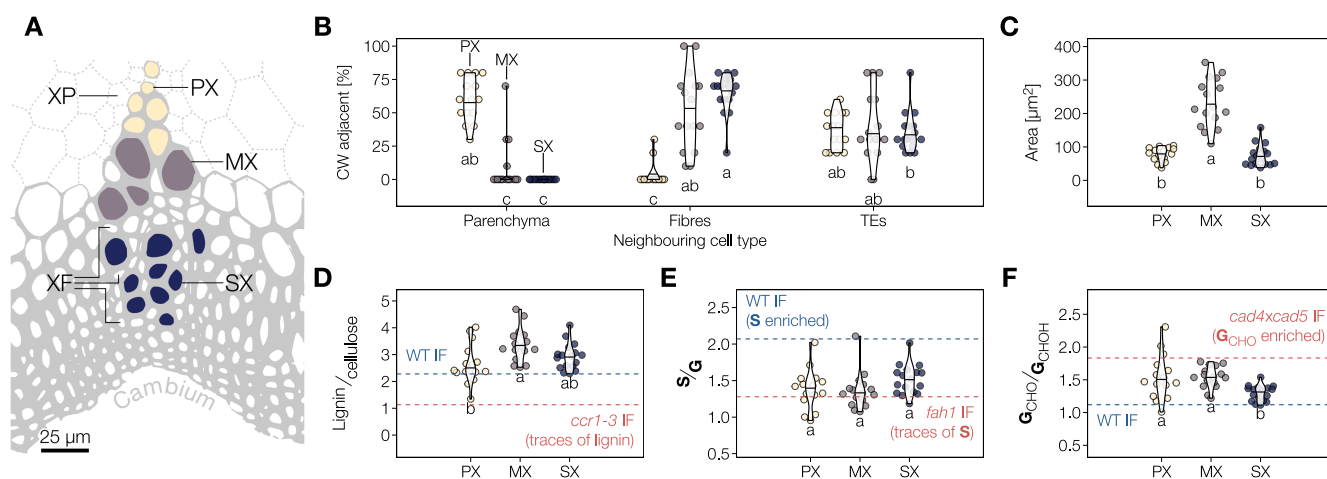 A
XP
PX
MX
XF
SX
Cambium
25 µm
B
CW adjacent [%]
100
75
50
25
0
PX
MX
SX
ab
c
c
c
ab
a
ab
ab
b
Parenchyma
Fibres
TEs
Neighbouring cell type
C
Area [µm²]
400
300
200
100
0
b
a
b
PX
MX
SX
D
Lignin/cellulose
5
4
3
2
1
0
WT IF
b
a
ab
ccr1-3 IF
(traces of lignin)
PX
MX
SX
E
S/G
2.5
2.0
1.5
1.0
0.5
WT IF
(S enriched)
a
a
a
fah1 IF
(traces of S)
PX
MX
SX
F
GCHO/GCHOH
2.5
2.0
1.5
1.0
0.5
cad4xcad5 IF
(GCHO enriched)
WT IF
a
a
b
PX
MX
SX